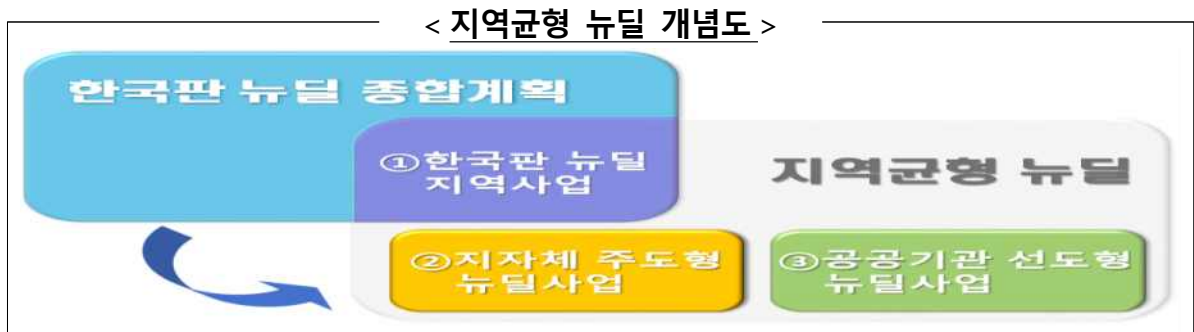 < 지역균형 뉴딜 개념도 >
한국판 뉴딜 종합계획
①한국판 뉴딜
지역사업
지역균형 뉴딜
②지자체 주도형
뉴딜사업
③공공기관 선도형
뉴딜사업